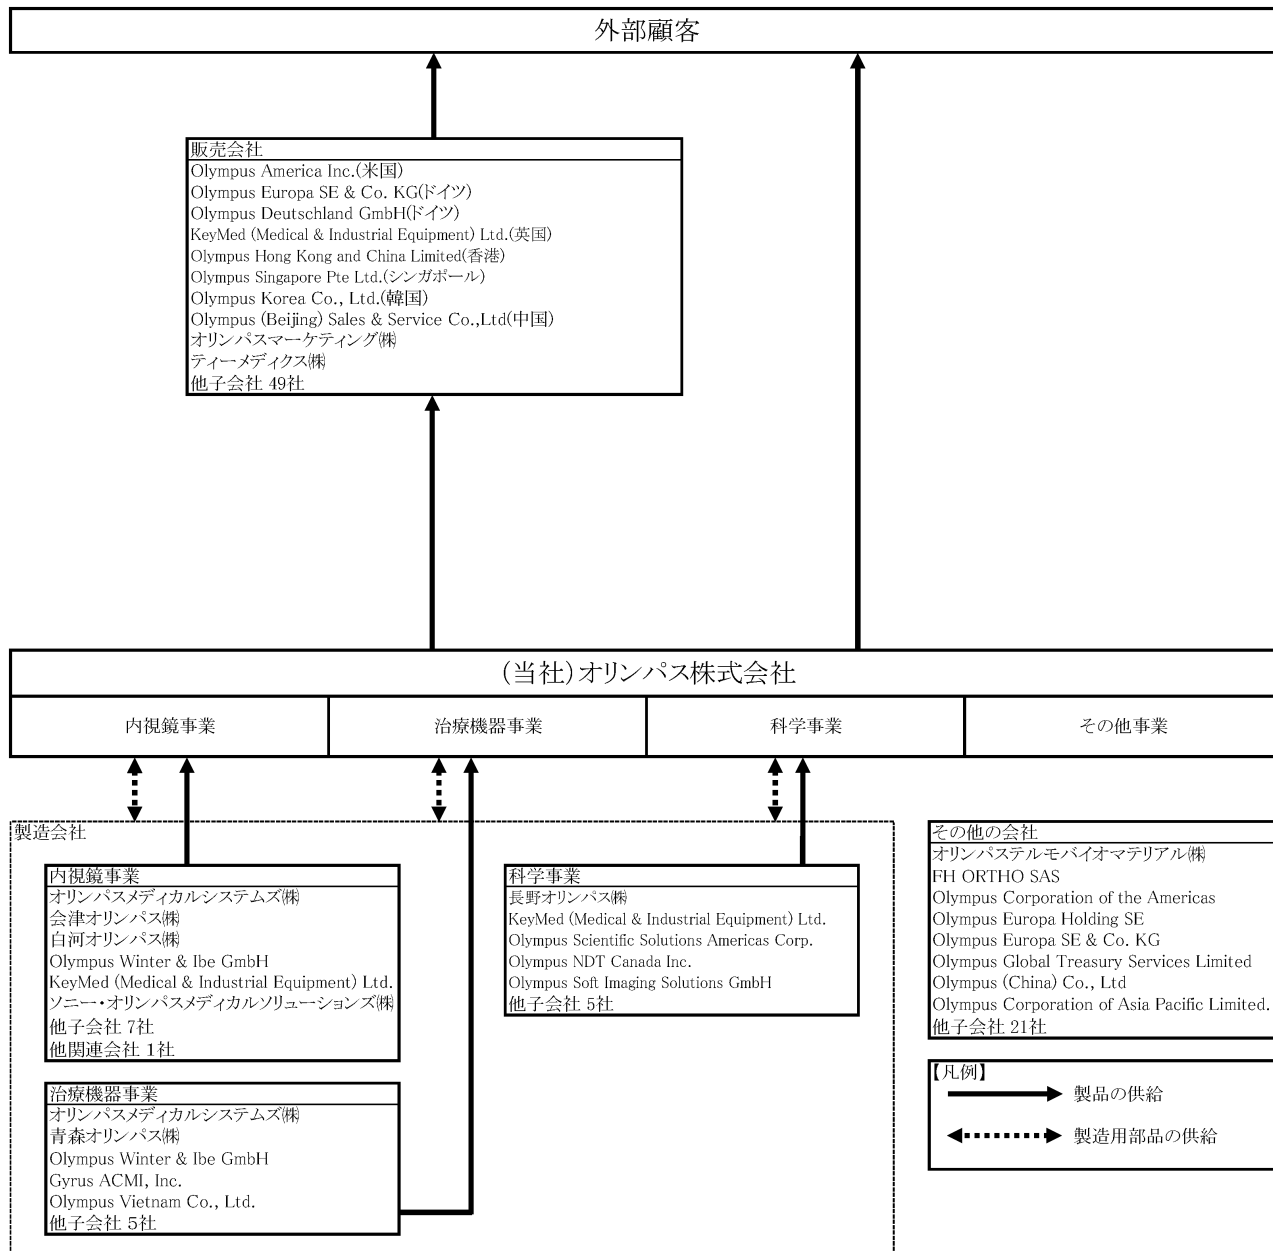 外部顧客
販売会社
Olympus America Inc.(米国)
Olympus Europa SE & Co. KG(ドイツ)
Olympus Deutschland GmbH(ドイツ)
KeyMed (Medical & Industrial Equipment) Ltd.(英国)
Olympus Hong Kong and China Limited(香港)
Olympus Singapore Pte Ltd.(シンガポール)
Olympus Korea Co., Ltd.(韓国)
Olympus (Beijing) Sales & Service Co.,Ltd(中国)
オリンパスマーケティング㈱
ティーメディクス㈱
他子会社 49社
(当社)オリンパス株式会社
内視鏡事業
治療機器事業
科学事業
その他事業
製造会社
内視鏡事業
オリンパスメディカルシステムズ㈱
会津オリンパス㈱
白河オリンパス㈱
Olympus Winter & Ibe GmbH
KeyMed (Medical & Industrial Equipment) Ltd.
ソニー・オリンパスメディカルソリューションズ㈱
他子会社 7社
他関連会社 1社
治療機器事業
オリンパスメディカルシステムズ㈱
青森オリンパス㈱
Olympus Winter & Ibe GmbH
Gyrus ACMI, Inc.
Olympus Vietnam Co., Ltd.
他子会社 5社
科学事業
長野オリンパス㈱
KeyMed (Medical & Industrial Equipment) Ltd.
Olympus Scientific Solutions Americas Corp.
Olympus NDT Canada Inc.
Olympus Soft Imaging Solutions GmbH
他子会社 5社
その他の会社
オリンパステルモバイオマテリアル㈱
FH ORTHO SAS
Olympus Corporation of the Americas
Olympus Europa Holding SE
Olympus Europa SE & Co. KG
Olympus Global Treasury Services Limited
Olympus (China) Co., Ltd
Olympus Corporation of Asia Pacific Limited.
他子会社 21社
【凡例】
製品の供給
製造用部品の供給